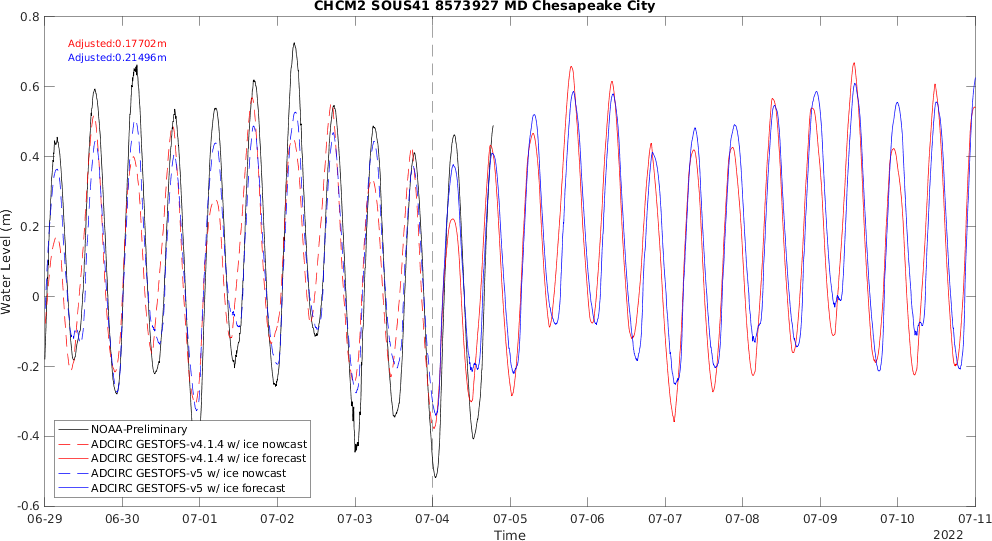 CHCM2 SOUS41 8573927 MD Chesapeake City
Adjusted:0.17702m
Adjusted:0.21496m
Water Level (m)
0.8
0.6
0.4
0.2
0
-0.2
-0.4
-0.6
NOAA-Preliminary
ADCIRC GESTOFS-v4.1.4 w/ ice nowcast
ADCIRC GESTOFS-v4.1.4 w/ ice forecast
ADCIRC GESTOFS-v5 w/ ice nowcast
ADCIRC GESTOFS-v5 w/ ice forecast
06-29 06-30 07-01 07-02 07-03 07-04 07-05 07-06 07-07 07-08 07-09 07-10 07-11
Time
2022